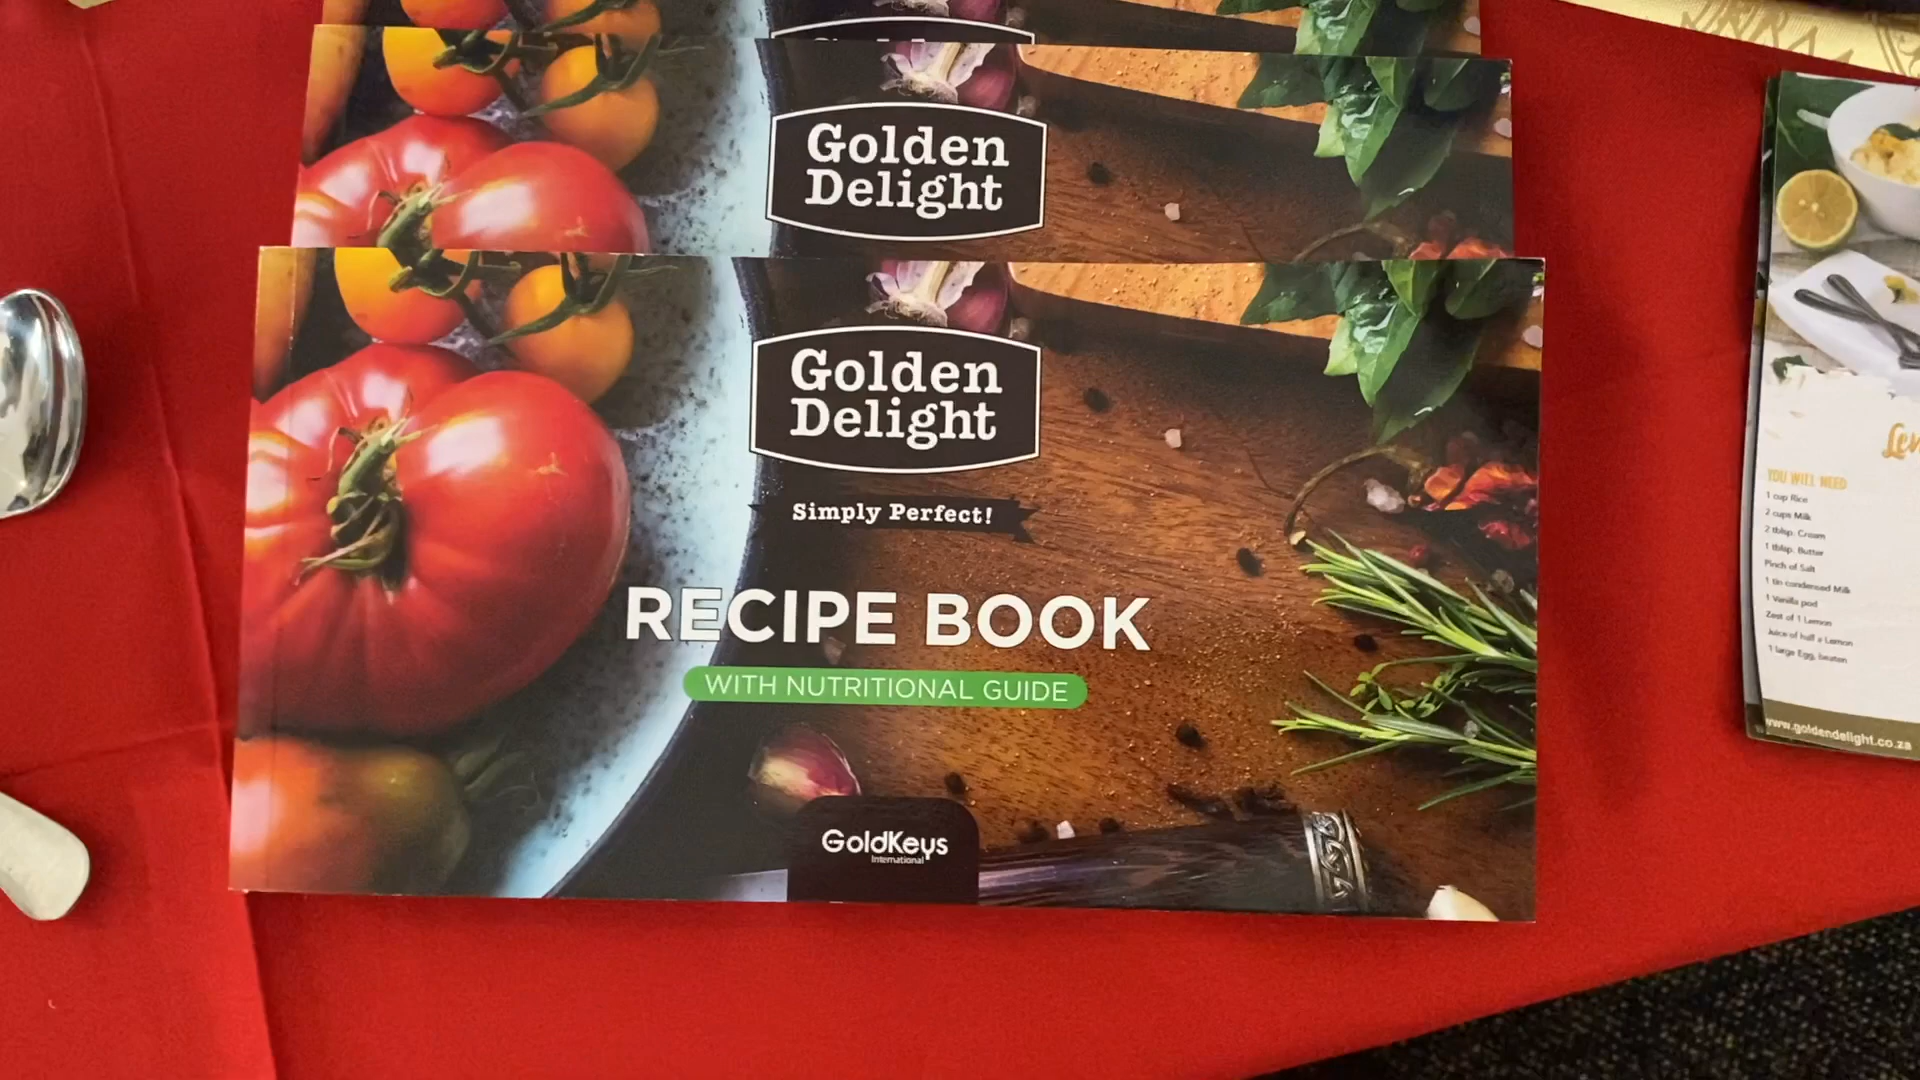 Golden
Delight
Golden
Delight
Simply Perfect!
RECIPE BOOK
WITH NUTRITIONAL GUIDE
GoldKeys
International
YOU WILL NEED
1 cup Rice
2 cups Milk
2 tblsp. Cream
1 tblsp. Butter
Pinch of Salt
1 tin condensed Milk
1 Vanilla pod
Zest of 1 Lemon
Juice of half a Lemon
1 large Egg, beaten
www.goldendelight.co.za